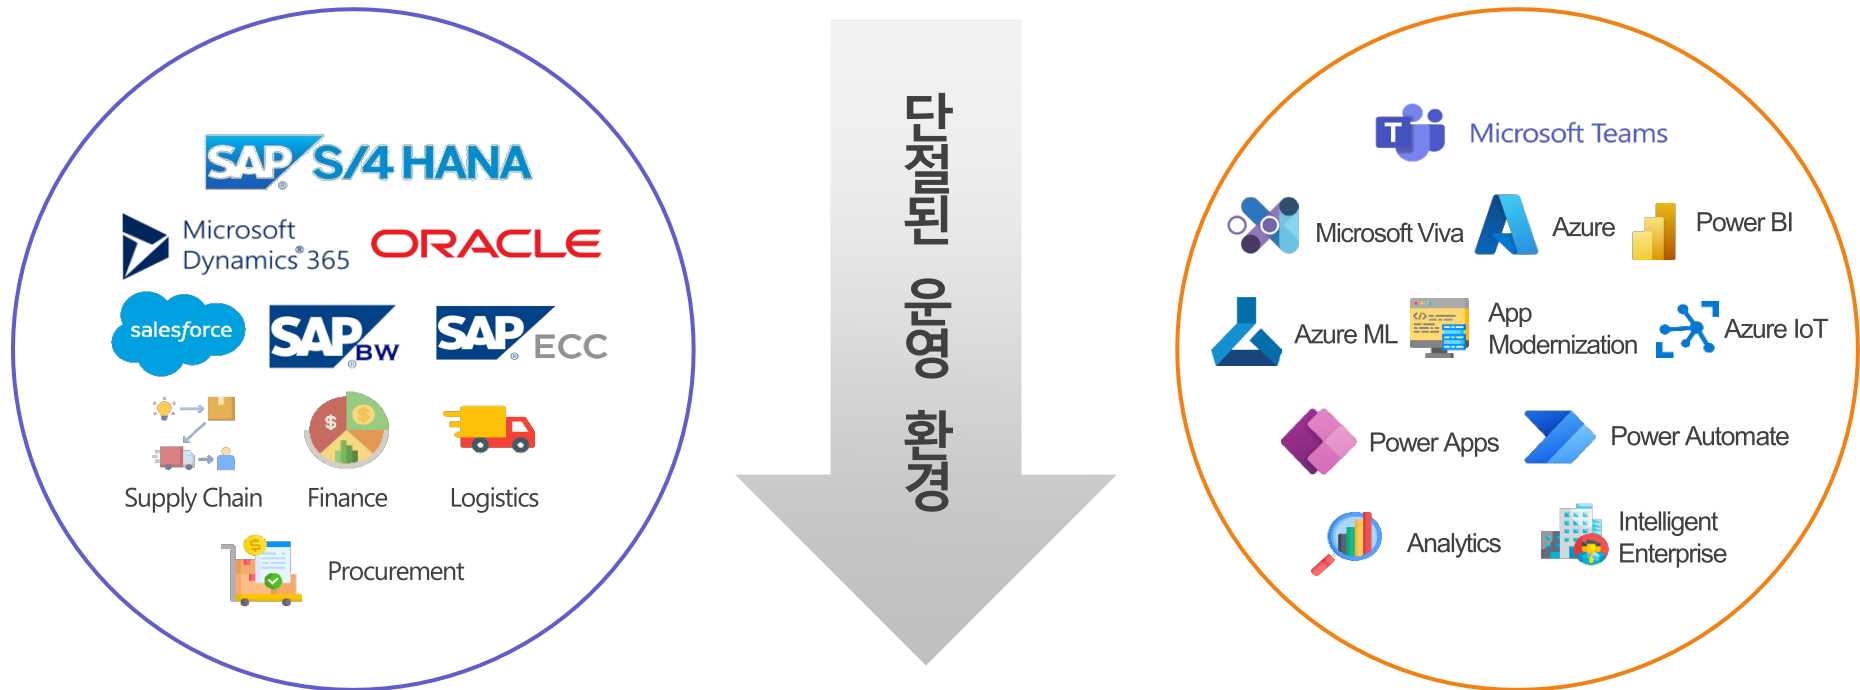 SAP® S/4 HANA
Microsoft
Dynamics® 365
ORACLE
salesforce
SAP® BW
SAP® ECC
Supply Chain
Finance
Logistics
Procurement
단절된 운영 환경
T Microsoft Teams
Microsoft Viva
Azure
Power BI
Azure ML
App
Modernization
Azure IoT
Power Apps
Power Automate
Analytics
Intelligent
Enterprise